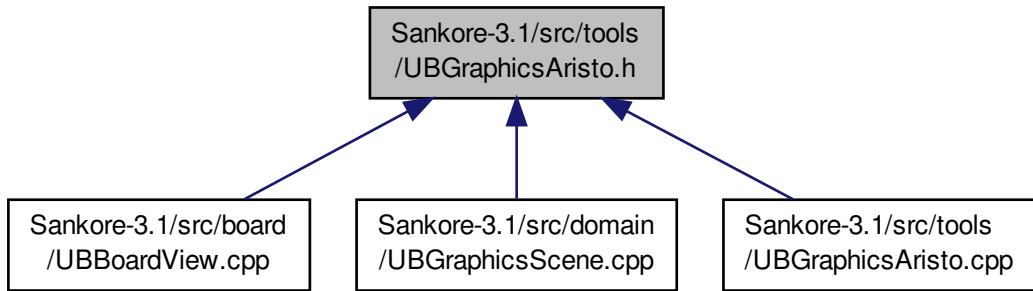 Sankore-3.1/src/tools
/UBGraphicsAristo.h
Sankore-3.1/src/board
/UBBoardView.cpp
Sankore-3.1/src/domain
/UBGraphicsScene.cpp
Sankore-3.1/src/tools
/UBGraphicsAristo.cpp